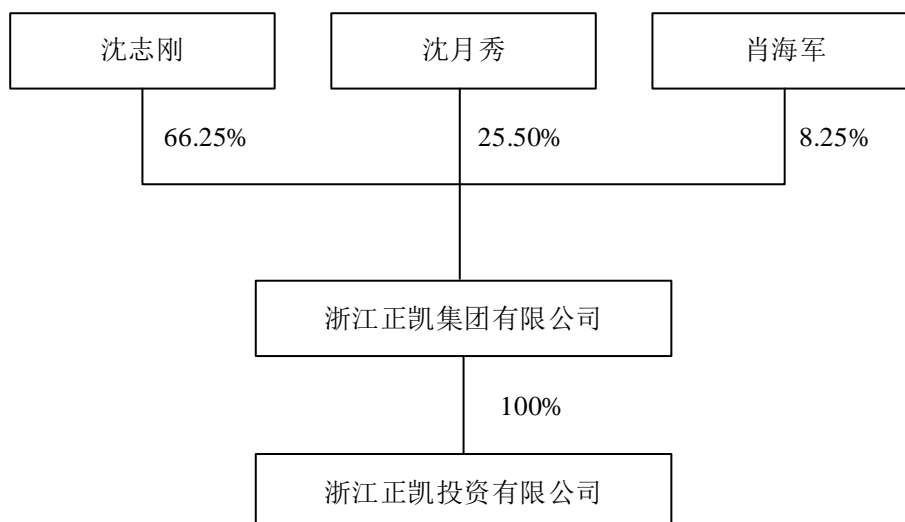 沈志刚
沈月秀
肖海军
66.25%
25.50%
8.25%
浙江正凯集团有限公司
100%
浙江正凯投资有限公司